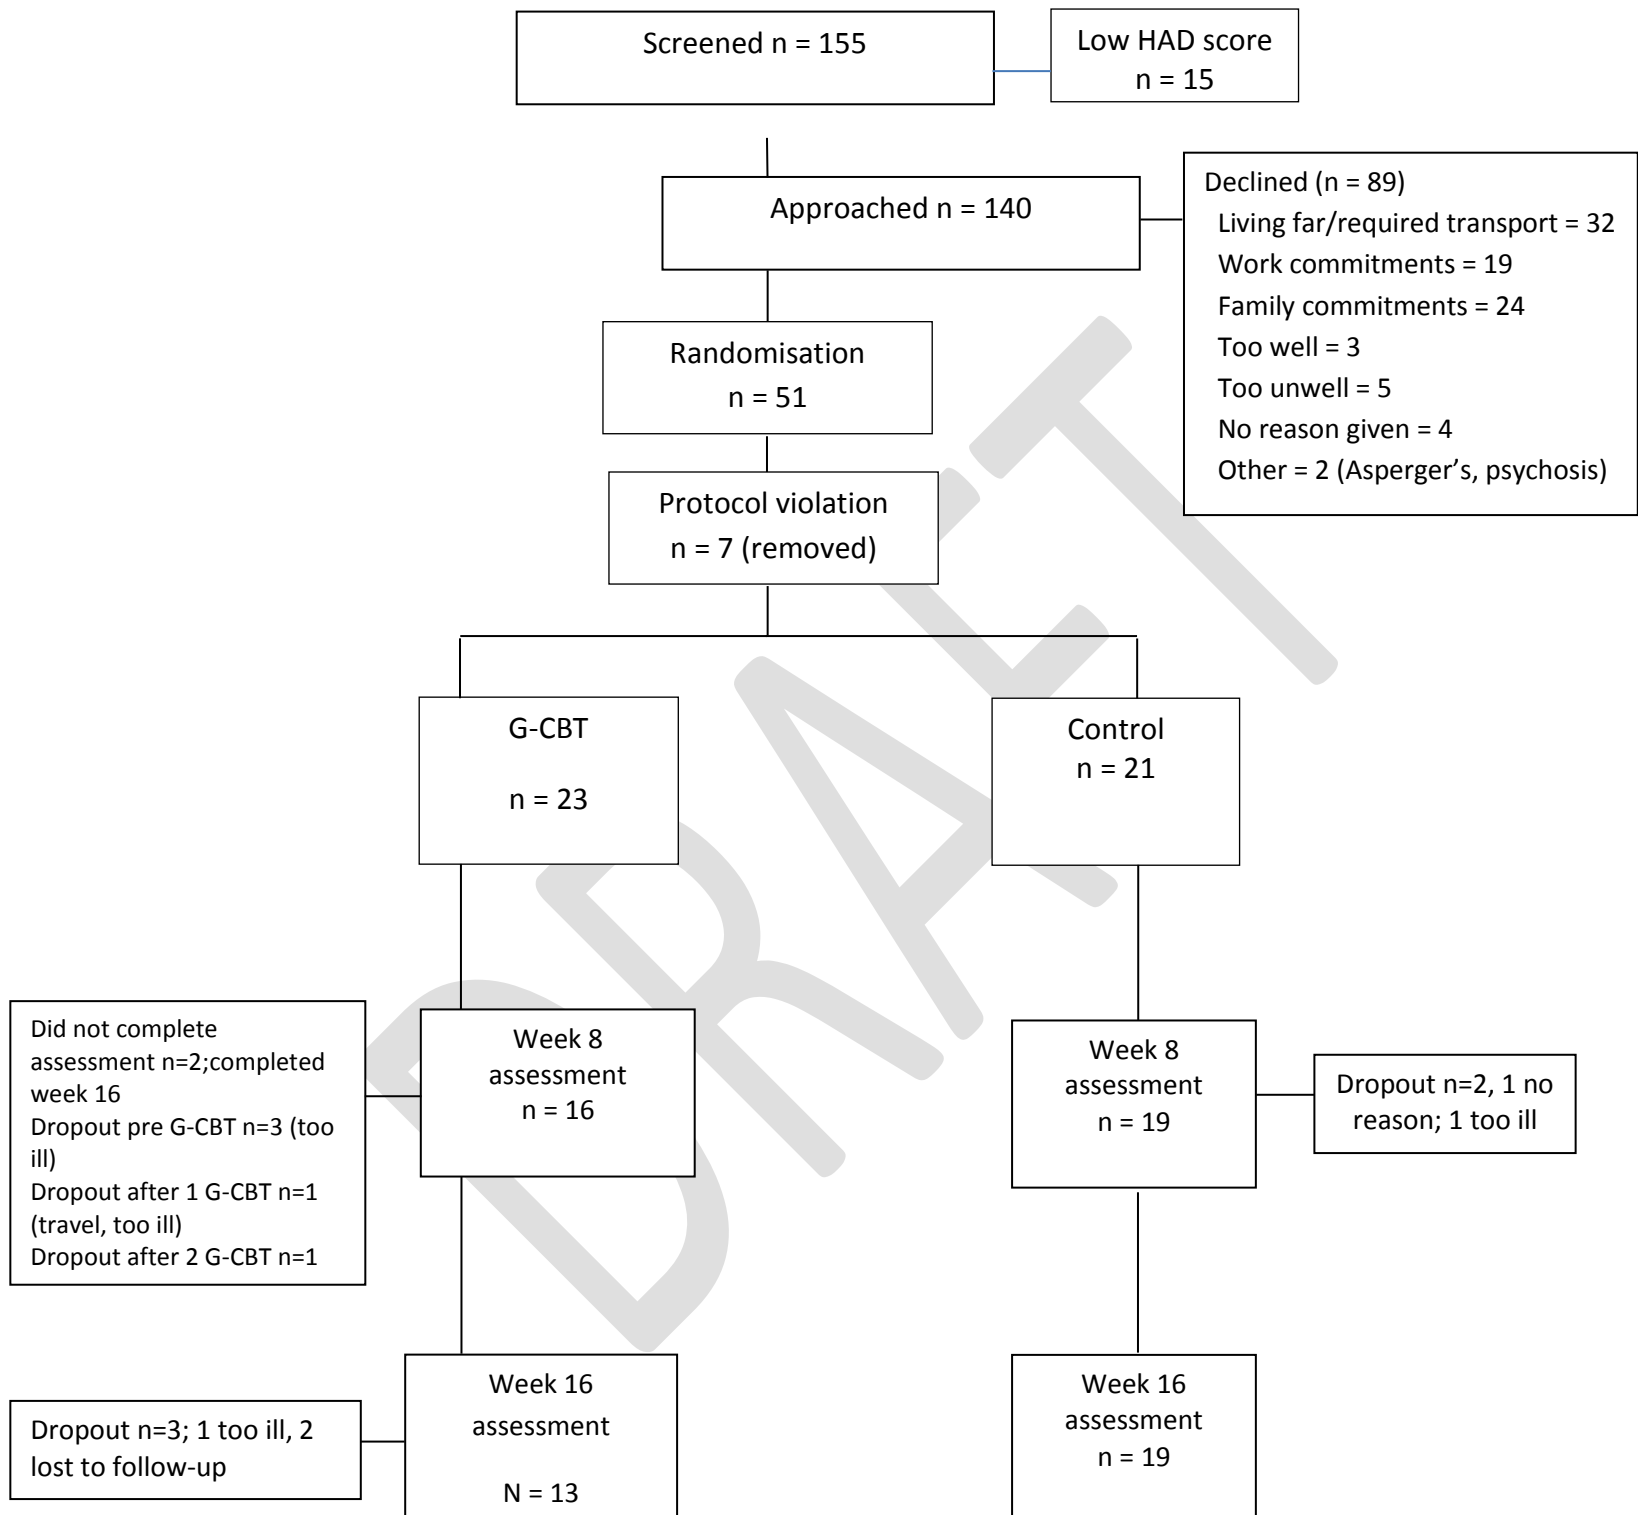 Screened n = 155
Low HAD score
n = 15
Approached n = 140
Declined (n = 89)
Living far/required transport = 32
Work commitments = 19
Family commitments = 24
Too well = 3
Too unwell = 5
No reason given = 4
Other = 2 (Asperger’s, psychosis)
Randomisation
n = 51
Protocol violation
n = 7 (removed)
G-CBT
n = 23
Control
n = 21
Did not complete
assessment n=2;completed
week 16
Dropout pre G-CBT n=3 (too
ill)
Dropout after 1 G-CBT n=1
(travel, too ill)
Dropout after 2 G-CBT n=1
Week 8
assessment
n = 16
Week 8
assessment
n = 19
Dropout n=2, 1 no
reason; 1 too ill
Dropout n=3; 1 too ill, 2
lost to follow-up
Week 16
assessment
N = 13
Week 16
assessment
n = 19
DRAFT